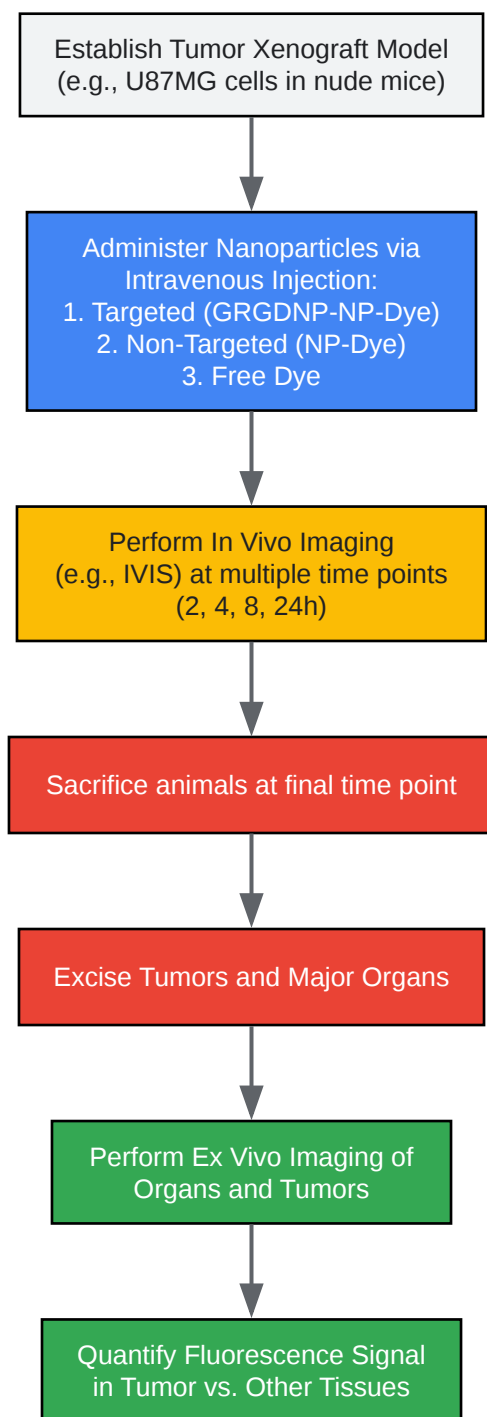 Establish Tumor Xenograft Model
(e.g., U87MG cells in nude mice)
Administer Nanoparticles via
Intravenous Injection:
1. Targeted (GRGDNP-NP-Dye)
2. Non-Targeted (NP-Dye)
3. Free Dye
Perform In Vivo Imaging
(e.g., IVIS) at multiple time points
(2, 4, 8, 24h)
Sacrifice animals at final time point
Excise Tumors and Major Organs
Perform Ex Vivo Imaging of
Organs and Tumors
Quantify Fluorescence Signal
in Tumor vs. Other Tissues